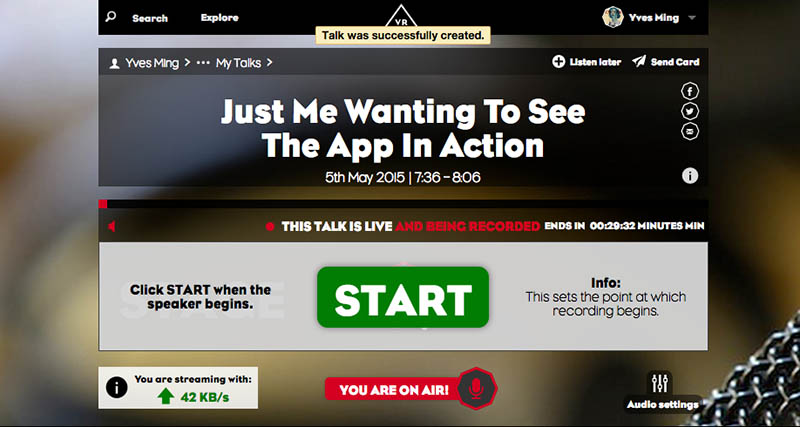 Search
Explore
VR
Yves Ming
Talk was successfully created.
Yves Ming > ••• My Talks >
Listen later
Send Card
Just Me Wanting To See
The App In Action
5th May 2015 | 7:36 - 8:06
THIS TALK IS LIVE AND BEING RECORDED
ENDS IN 00:29:32 MINUTES MIN
STAGE
Click START when the
speaker begins.
START
Info:
This sets the point at which
recording begins.
You are streaming with:
42 KB/s
YOU ARE ON AIR!
Audio settings